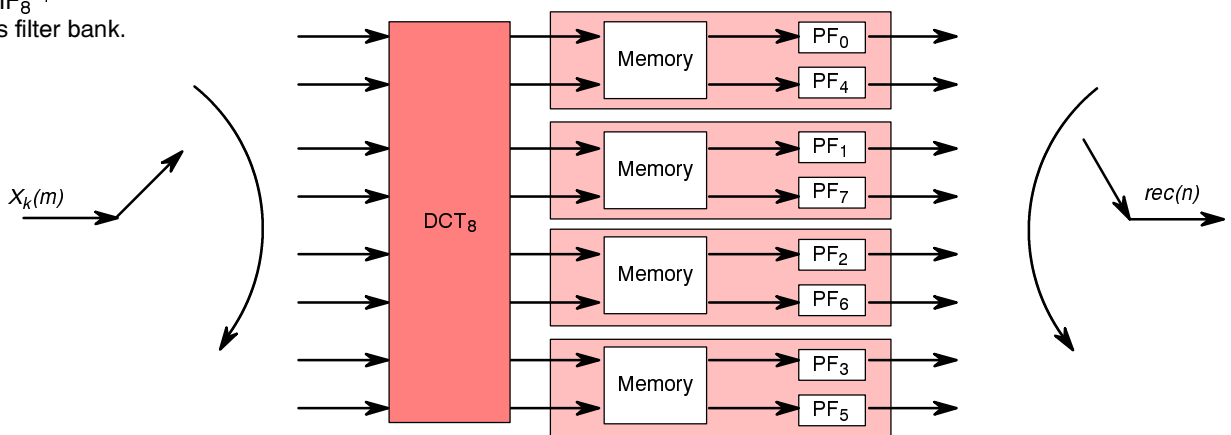 s filter bank.
X_k(m)
DCT_8
Memory
PF_0
PF_4
Memory
PF_1
PF_7
Memory
PF_2
PF_6
Memory
PF_3
PF_5
rec(n)